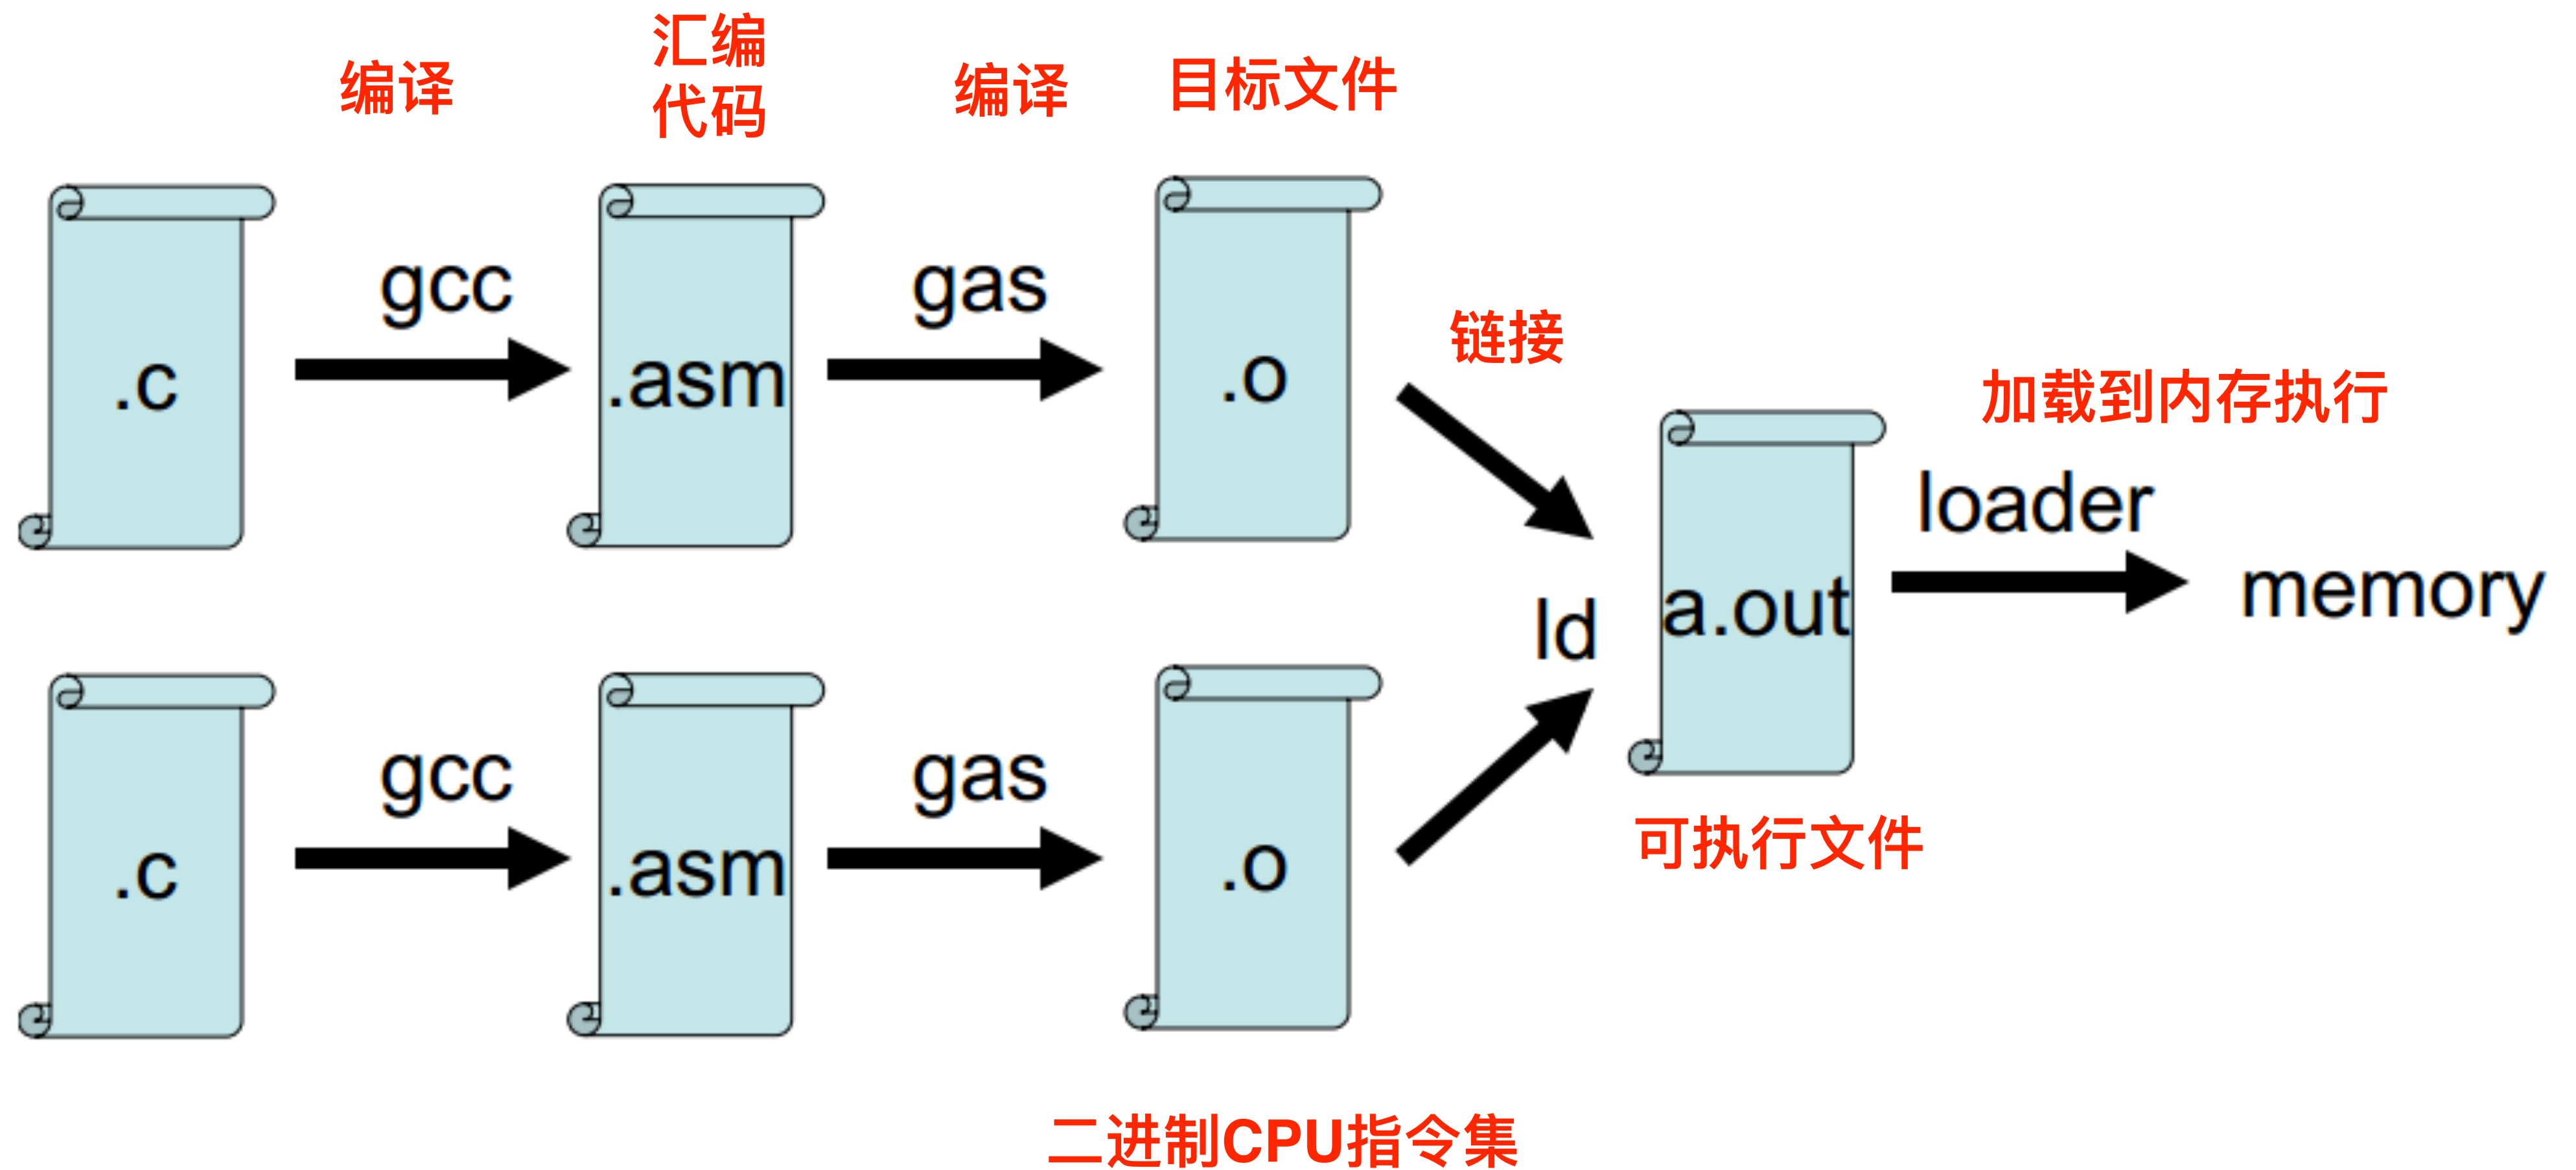 编译
汇编
代码
编译
目标文件
.c
gcc
.asm
gas
.o
链接
ld
a.out
加载到内存执行
loader
memory
可执行文件
.c
gcc
.asm
gas
.o
二进制CPU指令集